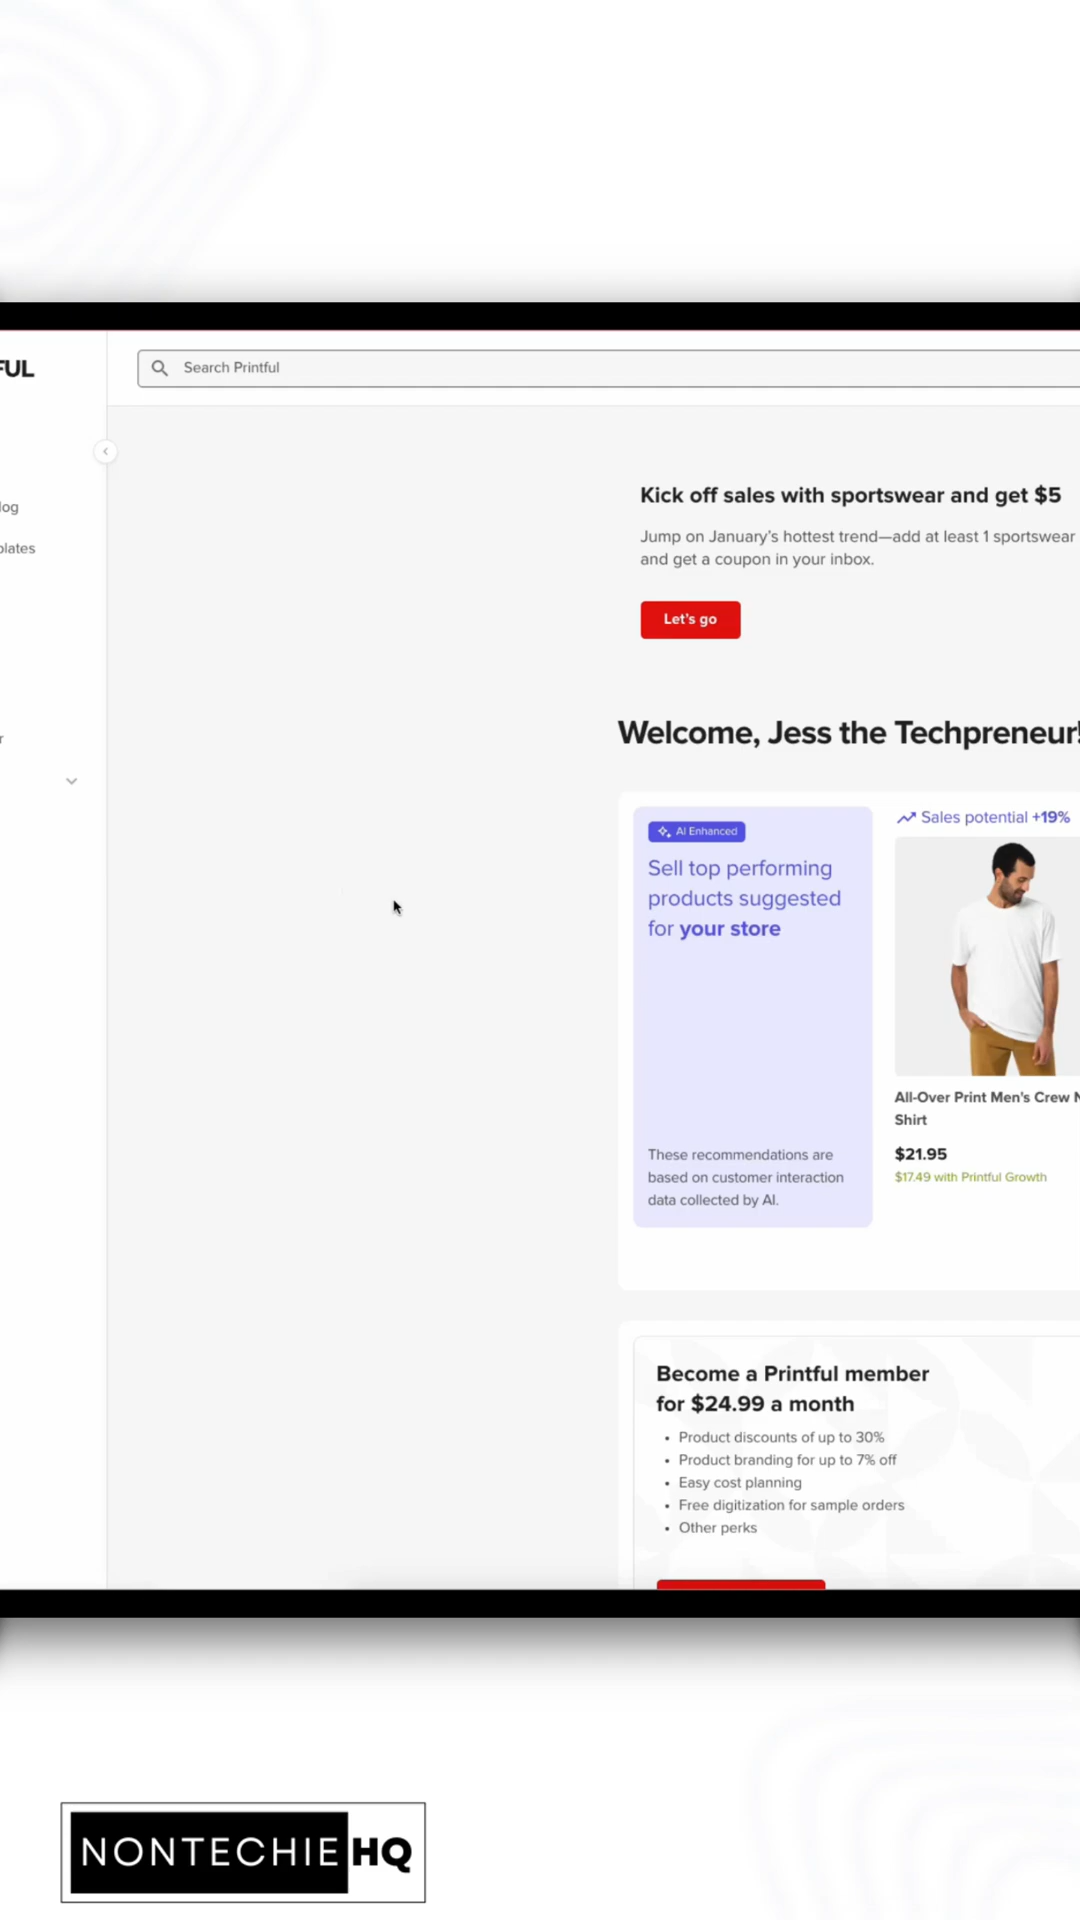 FUL
Search Printful
Kick off sales with sportswear and get $5
log
Jump on January's hottest trend—add at least 1 sportswear
plates
and get a coupon in your inbox.
Let's go
Welcome, Jess the Techpreneur!
r
AI Enhanced
Sell top performing
products suggested
for your store
These recommendations are
based on customer interaction
data collected by AI.
Sales potential +19%
All-Over Print Men's Crew N
Shirt
$21.95
$17.49 with Printful Growth
Become a Printful member
for $24.99 a month
• Product discounts of up to 30%
• Product branding for up to 7% off
• Easy cost planning
• Free digitization for sample orders
• Other perks
NONTECHIE HQ